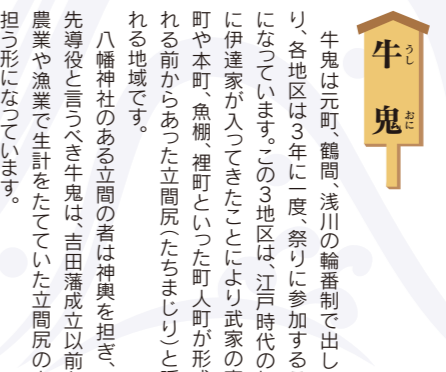 牛鬼
うしおに
牛鬼は元町、鶴間、浅川の輪番制で出し
り、各地区は3年に一度、祭りに参加する
になっています。この3地区は、江戸時代の
に伊達家が入ってきたことにより武家の
町や本町、魚棚、裡町といった町人町が形
れる前からあった立間尻(たちまじり)と
れる地域です。
八幡神社のある立間の者は神輿を担ぎ、
先導役と言うべき牛鬼は、吉田藩成立以前
農業や漁業で生計をたてていた立間尻の
担う形になっています。